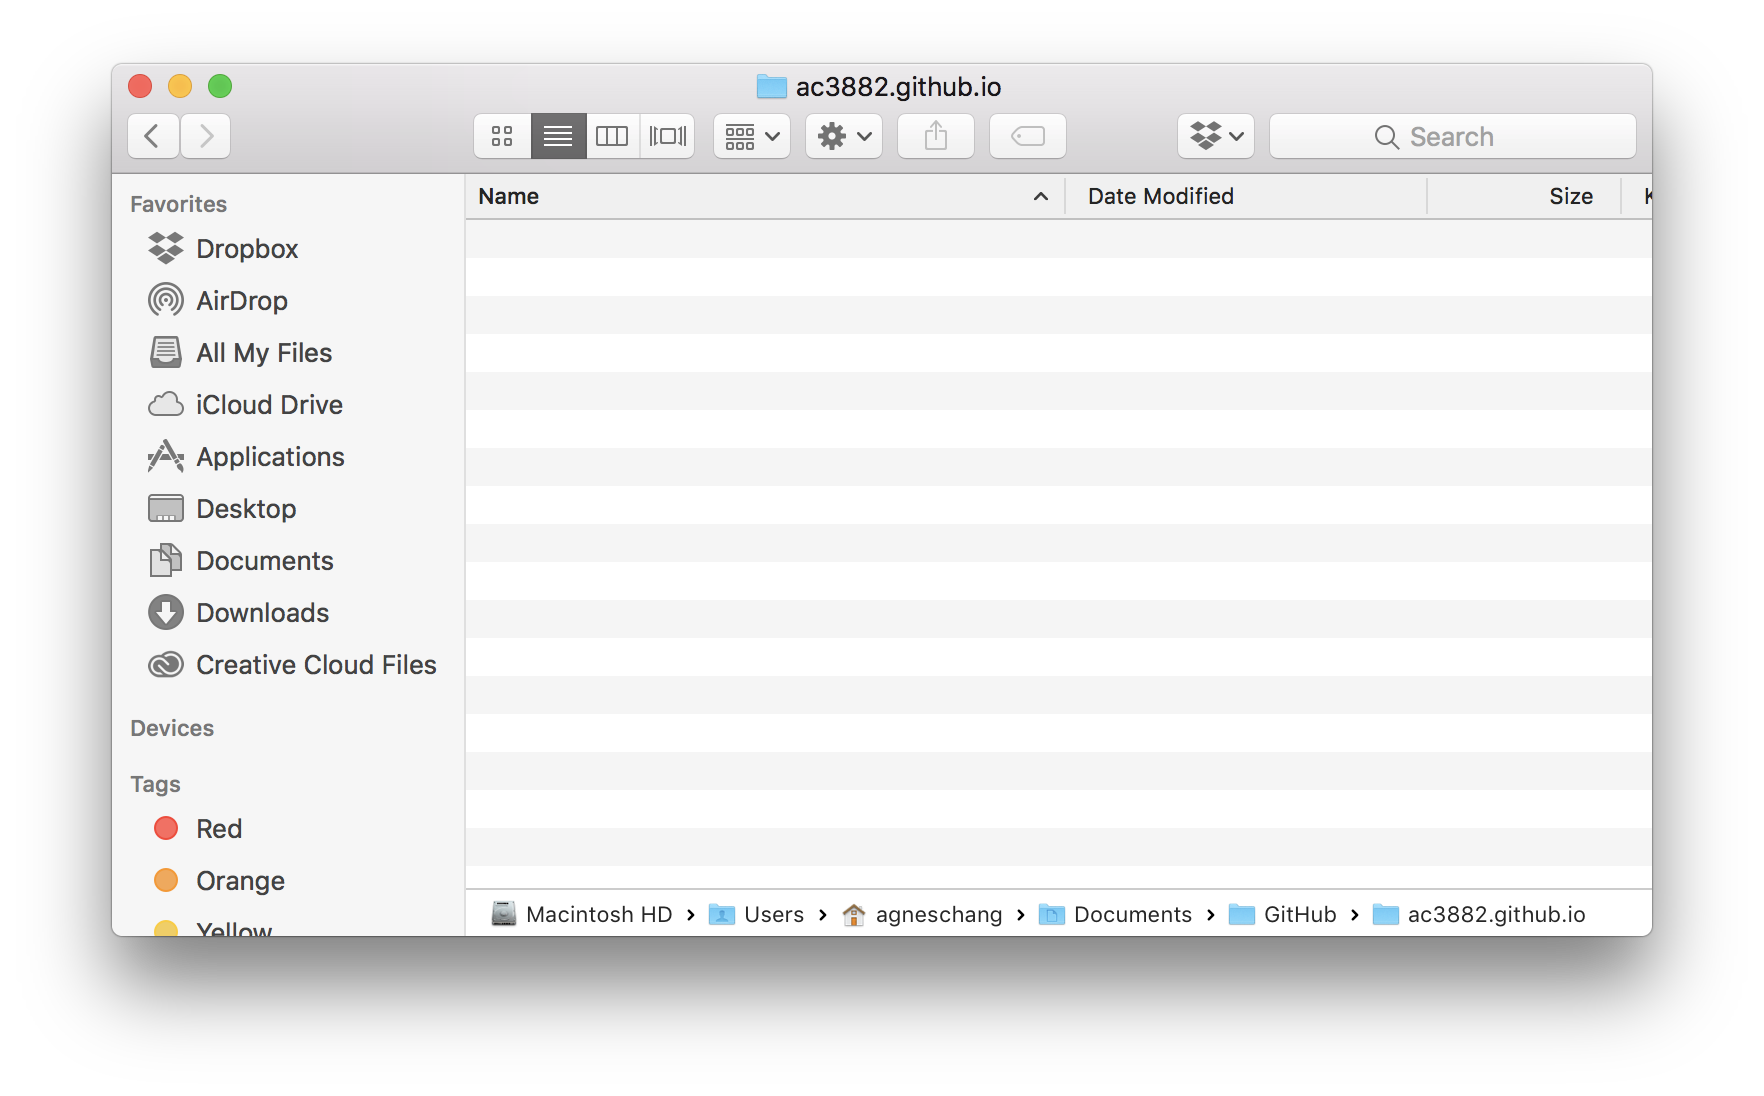 ac3882.github.io
Search
Favorites
Dropbox
AirDrop
All My Files
iCloud Drive
Applications
Desktop
Documents
Downloads
Creative Cloud Files
Devices
Tags
Red
Orange
Yellow
Name Date Modified Size
Macintosh HD › Users › agneschang › Documents › GitHub › ac3882.github.io